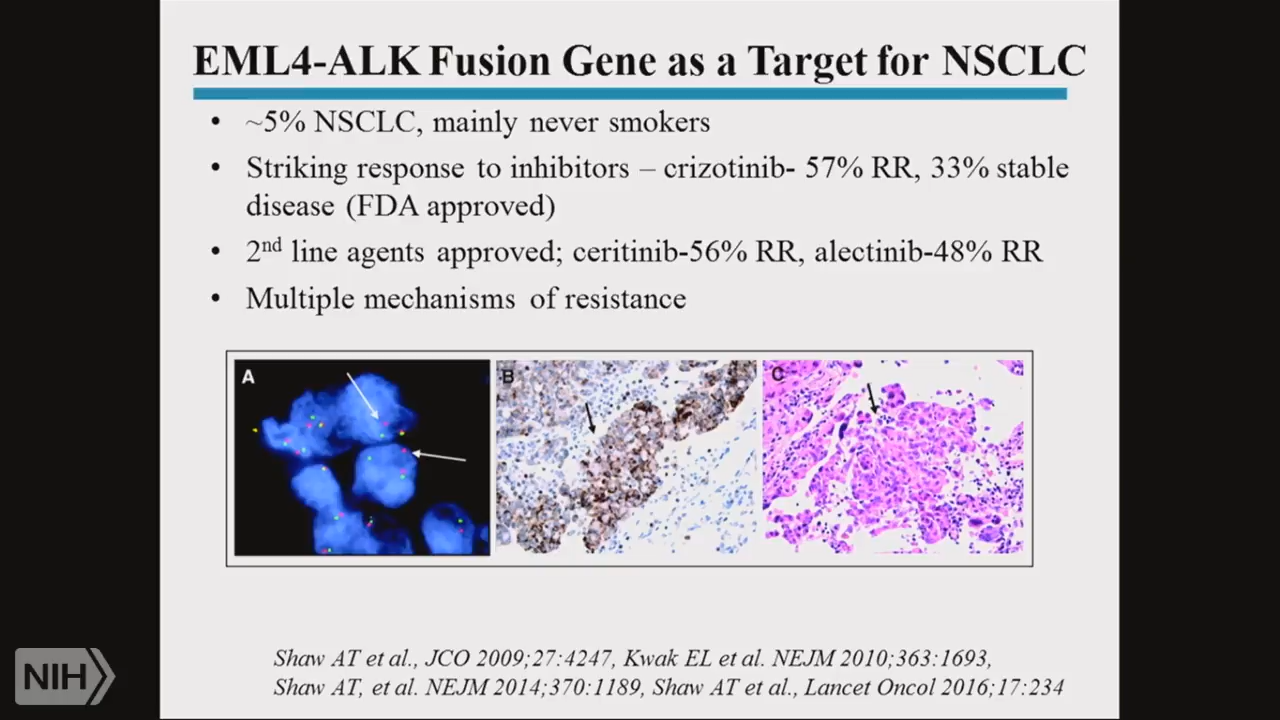 EML4-ALK Fusion Gene as a Target for NSCLC
• ~5% NSCLC, mainly never smokers
• Striking response to inhibitors – crizotinib- 57% RR, 33% stable
disease (FDA approved)
• 2nd line agents approved; ceritinib-56% RR, alectinib-48% RR
• Multiple mechanisms of resistance
A
B
C
Shaw AT et al., JCO 2009;27:4247, Kwak EL et al. NEJM 2010;363:1693,
Shaw AT, et al. NEJM 2014;370:1189, Shaw AT et al., Lancet Oncol 2016;17:234
NIH